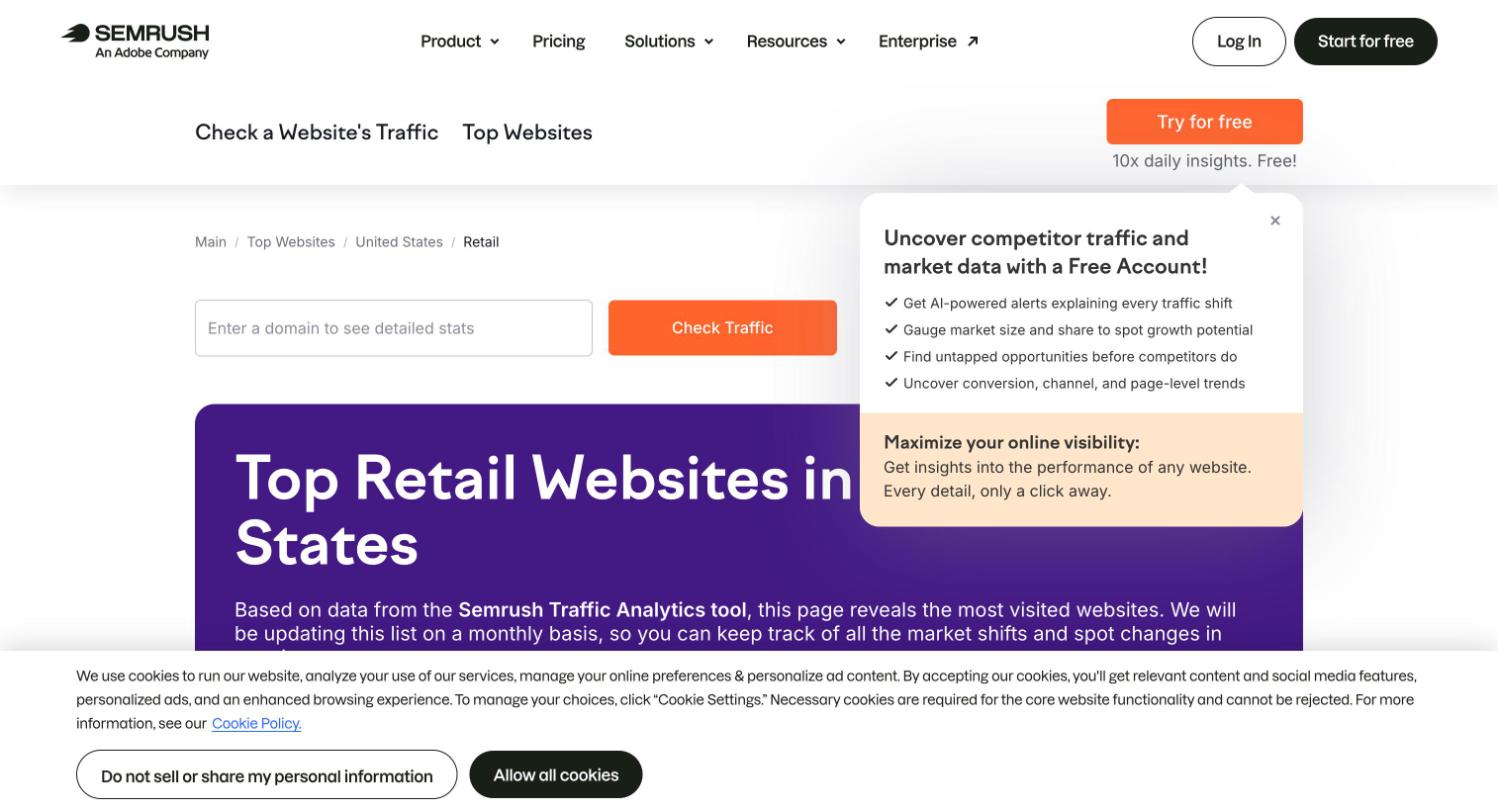 SEMRUSH
An Adobe Company
Product
Pricing
Solutions
Resources
Enterprise
Log In
Start for free
Check a Website's Traffic
Top Websites
Try for free
10x daily insights. Free!
Main / Top Websites / United States / Retail
Enter a domain to see detailed stats
Check Traffic
Uncover competitor traffic and
market data with a Free Account!
Get AI-powered alerts explaining every traffic shift
Gauge market size and share to spot growth potential
Find untapped opportunities before competitors do
Uncover conversion, channel, and page-level trends
Maximize your online visibility:
Get insights into the performance of any website.
Every detail, only a click away.
Top Retail Websites in
States
Based on data from the Semrush Traffic Analytics tool, this page reveals the most visited websites. We will
be updating this list on a monthly basis, so you can keep track of all the market shifts and spot changes in
We use cookies to run our website, analyze your use of our services, manage your online preferences & personalize ad content. By accepting our cookies, you'll get relevant content and social media features,
personalized ads, and an enhanced browsing experience. To manage your choices, click “Cookie Settings.” Necessary cookies are required for the core website functionality and cannot be rejected. For more
information, see our Cookie Policy.
Do not sell or share my personal information
Allow all cookies